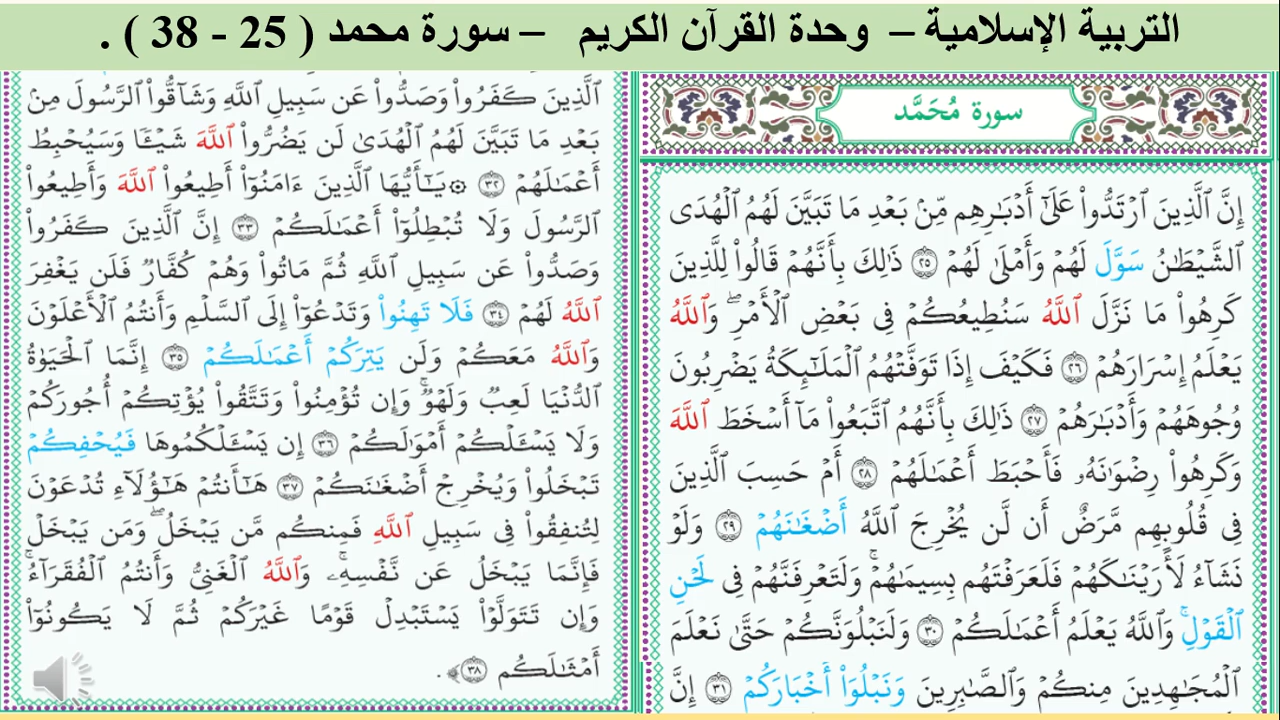 التربية الإسلامية – وحدة القرآن الكريم – سورة محمد ( 25 - 38 ) .
سورة مُحَمَّد
إِنَّ ٱلَّذِينَ ٱرْتَدُّوا۟ عَلَىٰٓ أَدْبَـٰرِهِم مِّنۢ بَعْدِ مَا تَبَيَّنَ لَهُمُ ٱلْهُدَى
ٱلشَّيْطَـٰنُ سَوَّلَ لَهُمْ وَأَمْلَىٰ لَهُمْ ٢٥ ذَٰلِكَ بِأَنَّهُمْ قَالُوا۟ لِلَّذِينَ
كَرِهُوا۟ مَا نَزَّلَ ٱللَّهُ سَنُطِيعُكُمْ فِى بَعْضِ ٱلْأَمْرِۖ وَٱللَّهُ
يَعْلَمُ إِسْرَارَهُمْ ٢٦ فَكَيْفَ إِذَا تَوَفَّتْهُمُ ٱلْمَلَـٰٓئِكَةُ يَضْرِبُونَ
وُجُوهَهُمْ وَأَدْبَـٰرَهُمْ ٢٧ ذَٰلِكَ بِأَنَّهُمُ ٱتَّبَعُوا۟ مَآ أَسْخَطَ ٱللَّهَ
وَكَرِهُوا۟ رِضْوَٰنَهُۥ فَأَحْبَطَ أَعْمَـٰلَهُمْ ٢٨ أَمْ حَسِبَ ٱلَّذِينَ
فِى قُلُوبِهِم مَّرَضٌ أَن لَّن يُخْرِجَ ٱللَّهُ أَضْغَـٰنَهُمْ ٢٩ وَلَوْ
نَشَآءُ لَأَرَيْنَـٰكَهُمْ فَلَعَرَفْتَهُم بِسِيمَـٰهُمْۚ وَلَتَعْرِفَنَّهُمْ فِى لَحْنِ
ٱلْقَوْلِۚ وَٱللَّهُ يَعْلَمُ أَعْمَـٰلَكُمْ ٣٠ وَلَنَبْلُوَنَّكُمْ حَتَّىٰ نَعْلَمَ
ٱلْمُجَـٰهِدِينَ مِنكُمْ وَٱلصَّـٰبِرِينَ وَنَبْلُوَا۟ أَخْبَارَكُمْ ٣١ إِنَّ
ٱلَّذِينَ كَفَرُوا۟ وَصَدُّوا۟ عَن سَبِيلِ ٱللَّهِ وَشَآقُّوا۟ ٱلرَّسُولَ مِنۢ
بَعْدِ مَا تَبَيَّنَ لَهُمُ ٱلْهُدَىٰ لَن يَضُرُّوا۟ ٱللَّهَ شَيْـًٔا وَسَيُحْبِطُ
أَعْمَـٰلَهُمْ ٣٢ ۞ يَـٰٓأَيُّهَا ٱلَّذِينَ ءَامَنُوٓا۟ أَطِيعُوا۟ ٱللَّهَ وَأَطِيعُوا۟
ٱلرَّسُولَ وَلَا تُبْطِلُوٓا۟ أَعْمَـٰلَكُمْ ٣٣ إِنَّ ٱلَّذِينَ كَفَرُوا۟
وَصَدُّوا۟ عَن سَبِيلِ ٱللَّهِ ثُمَّ مَاتُوا۟ وَهُمْ كُفَّارٌ فَلَن يَغْفِرَ
ٱللَّهُ لَهُمْ ٣٤ فَلَا تَهِنُوا۟ وَتَدْعُوٓا۟ إِلَى ٱلسَّلْمِ وَأَنتُمُ ٱلْأَعْلَوْنَ
وَٱللَّهُ مَعَكُمْ وَلَن يَتِرَكُمْ أَعْمَـٰلَكُمْ ٣٥ إِنَّمَا ٱلْحَيَوٰةُ
ٱلدُّنْيَا لَعِبٌ وَلَهْوٌۚ وَإِن تُؤْمِنُوا۟ وَتَتَّقُوا۟ يُؤْتِكُمْ أُجُورَكُمْ
وَلَا يَسْـَٔلْكُمْ أَمْوَٰلَكُمْ ٣٦ إِن يَسْـَٔلْكُمُوهَا فَيُحْفِكُمْ
تَبْخَلُوا۟ وَيُخْرِجْ أَضْغَـٰنَكُمْ ٣٧ هَـٰٓأَنتُمْ هَـٰٓؤُلَآءِ تُدْعَوْنَ
لِتُنفِقُوا۟ فِى سَبِيلِ ٱللَّهِ فَمِنكُم مَّن يَبْخَلُۖ وَمَن يَبْخَلْ
فَإِنَّمَا يَبْخَلُ عَن نَّفْسِهِۦۚ وَٱللَّهُ ٱلْغَنِىُّ وَأَنتُمُ ٱلْفُقَرَآءُۚ
وَإِن تَتَوَلَّوْا۟ يَسْتَبْدِلْ قَوْمًا غَيْرَكُمْ ثُمَّ لَا يَكُونُوٓا۟
أَمْثَـٰلَكُم ٣٨ ﴾ .